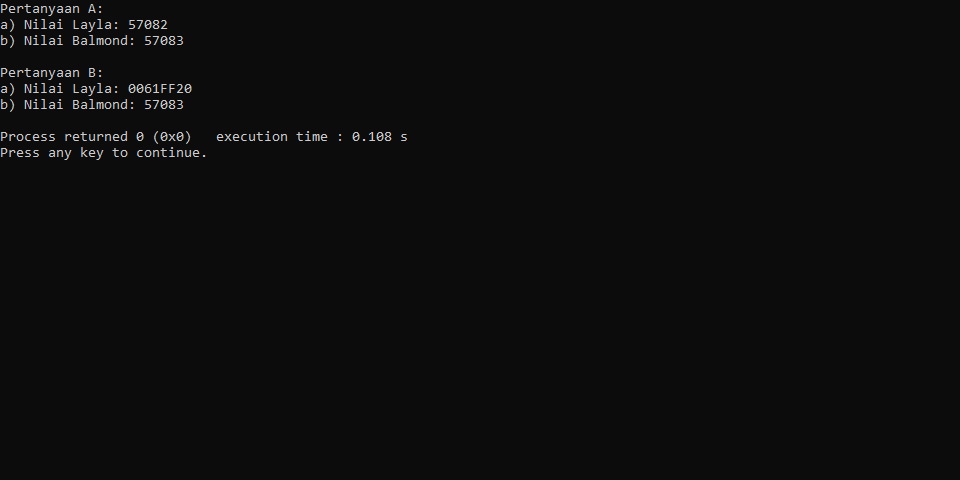 Pertanyaan A:
a) Nilai Layla: 57082
b) Nilai Balmond: 57083
Pertanyaan B:
a) Nilai Layla: 0061FF20
b) Nilai Balmond: 57083
Process returned 0 (0x0)   execution time : 0.108 s
Press any key to continue.